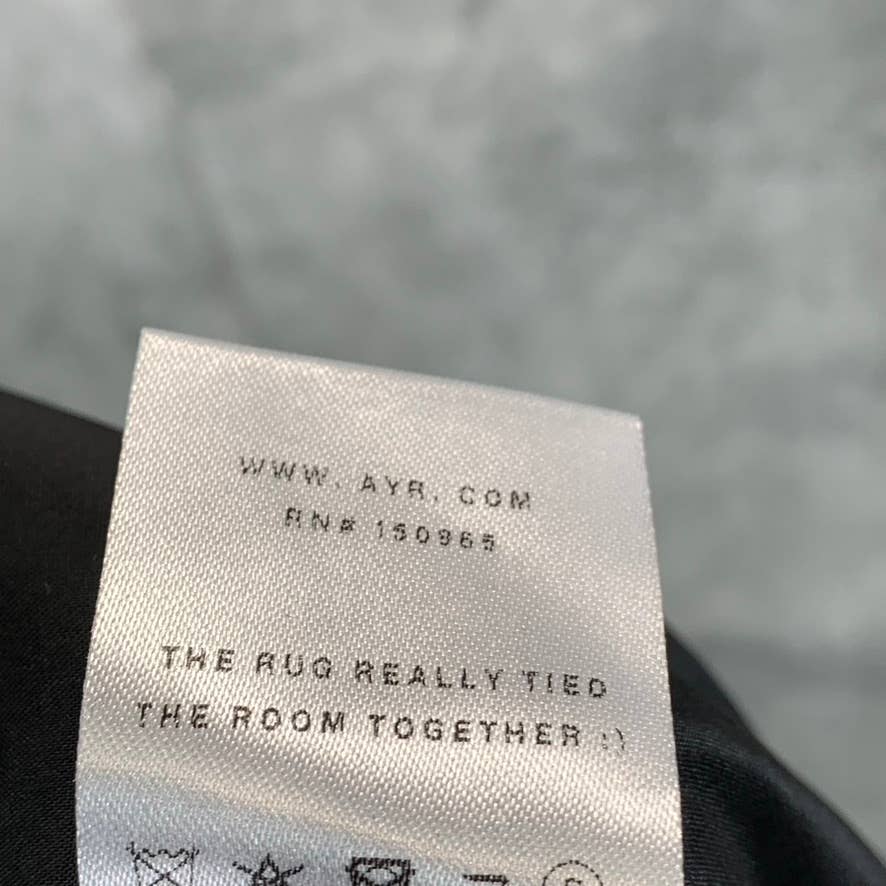 WWW. AYR. COM
RN# 150965
THE RUG REALLY TIED
THE ROOM TOGETHER :)